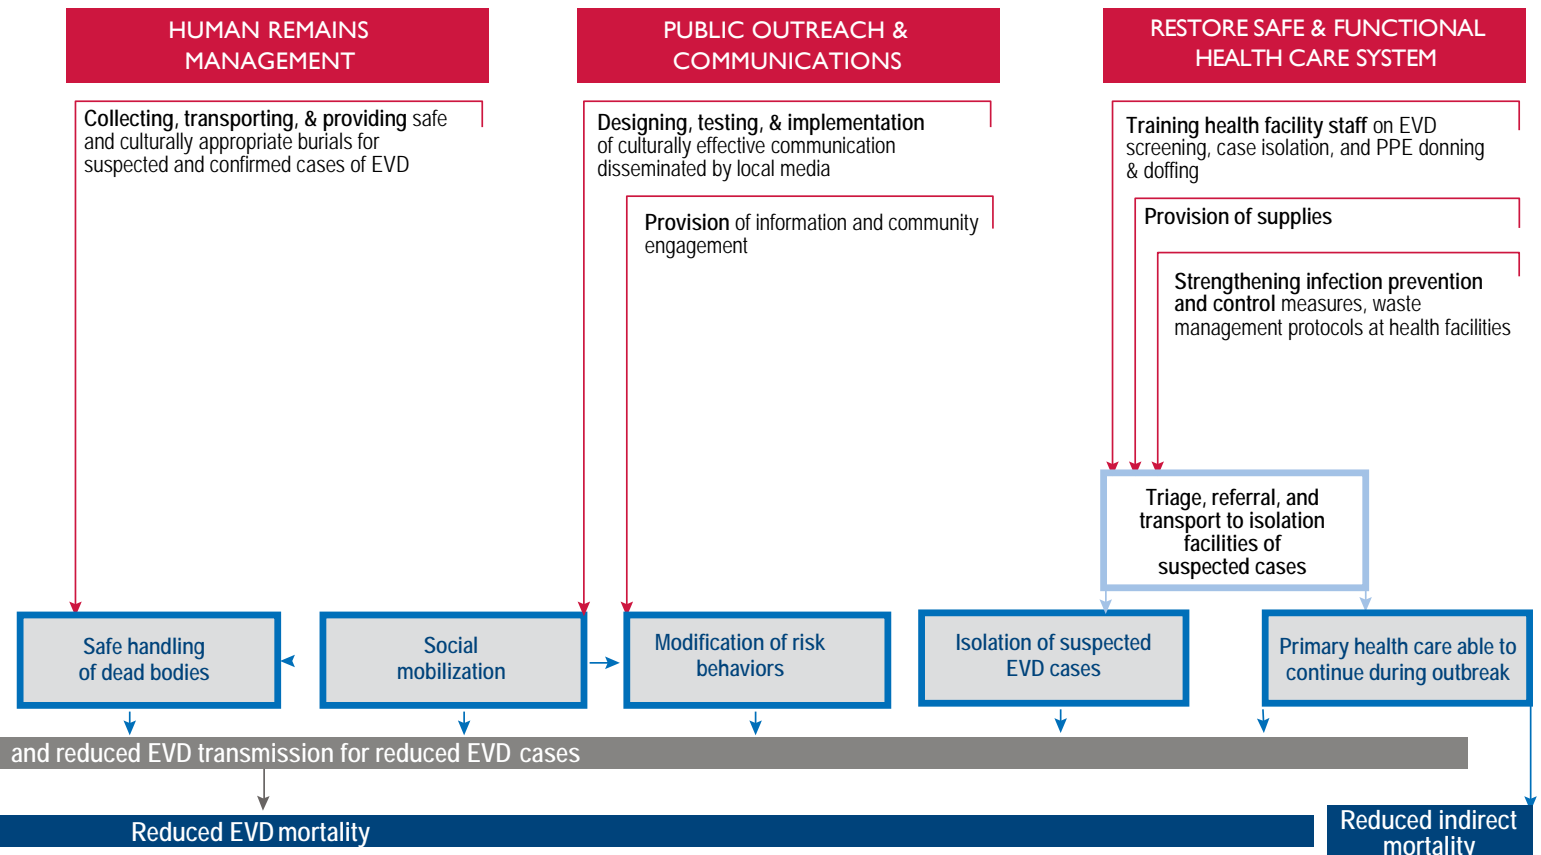 HUMAN REMAINS
MANAGEMENT
PUBLIC OUTREACH &
COMMUNICATIONS
RESTORE SAFE & FUNCTIONAL
HEALTH CARE SYSTEM
Collecting, transporting, & providing safe
and culturally appropriate burials for
suspected and confirmed cases of EVD
Designing, testing, & implementation
of culturally effective communication
disseminated by local media
Provision of information and community
engagement
Training health facility staff on EVD
screening, case isolation, and PPE donning
& doffing
Provision of supplies
Strengthening infection prevention
and control measures, waste
management protocols at health facilities
Triage, referral, and
transport to isolation
facilities of
suspected cases
Safe handling
of dead bodies
Social
mobilization
Modification of risk
behaviors
Isolation of suspected
EVD cases
Primary health care able to
continue during outbreak
and reduced EVD transmission for reduced EVD cases
Reduced EVD mortality
Reduced indirect
mortality